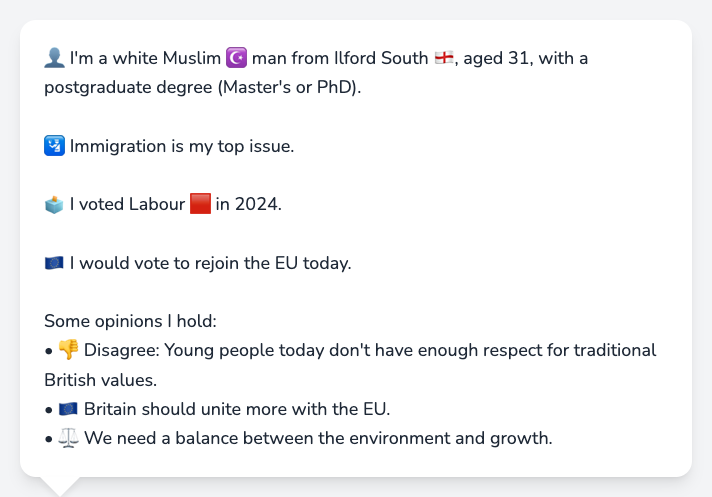 👤 I'm a white Muslim ☪️ man from Ilford South 🏴󠁧󠁢󠁥󠁮󠁧󠁿, aged 31, with a
postgraduate degree (Master's or PhD).
🛂 Immigration is my top issue.
🗳️ I voted Labour 🟥 in 2024.
🇪🇺 I would vote to rejoin the EU today.
Some opinions I hold:
• 👎 Disagree: Young people today don't have enough respect for traditional
British values.
• 🇪🇺 Britain should unite more with the EU.
• ⚖️ We need a balance between the environment and growth.